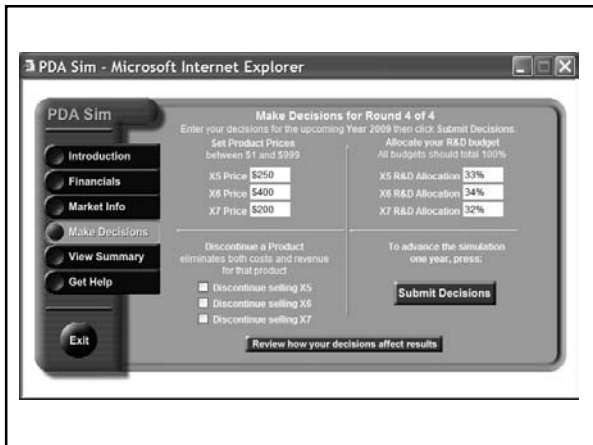 PDA Sim - Microsoft Internet Explorer
PDA Sim
Introduction
Financials
Market Info
Make Decisions
View Summary
Get Help
Exit
Make Decisions for Round 4 of 4
Enter your decisions for the upcoming Year 2009 then click Submit Decisions.
Set Product Prices
between $1 and $999
X5 Price $250
X6 Price $400
X7 Price $200
Allocate your R&D budget
All budgets should total 100%
X5 R&D Allocation 33%
X6 R&D Allocation 34%
X7 R&D Allocation 32%
Discontinue a Product
eliminates both costs and revenue
for that product
Discontinue selling X5
Discontinue selling X6
Discontinue selling X7
To advance the simulation
one year, press:
Submit Decisions
Review how your decisions affect results